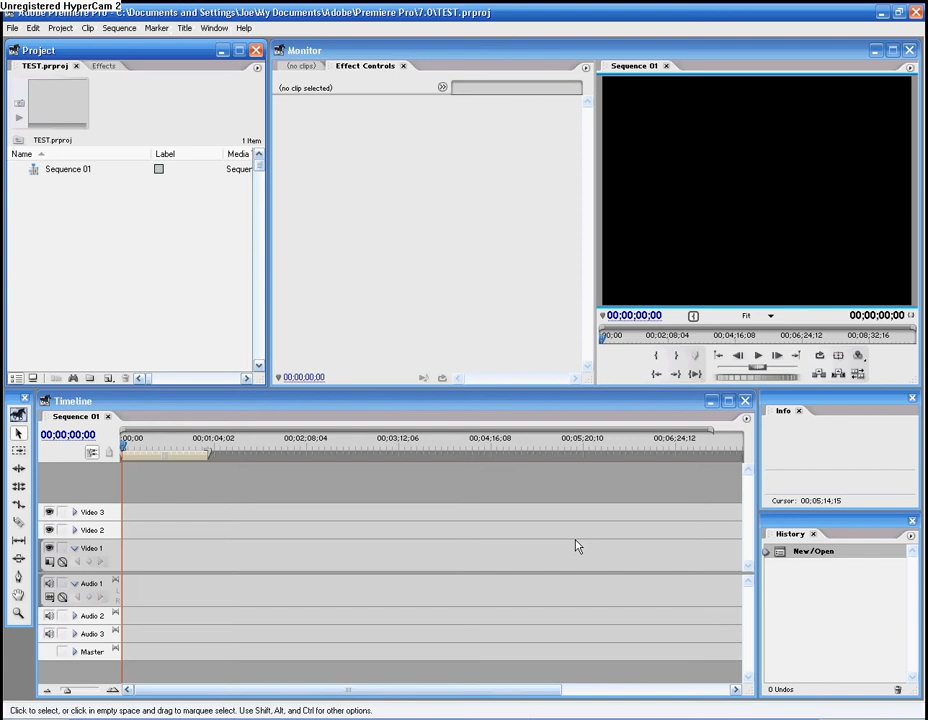 Unregistered HyperCam 2
Adobe Premiere Pro - C:\Documents and Settings\Joe\My Documents\Adobe\Premiere Pro\7.0\TEST.prproj
File Edit Project Clip Sequence Marker Title Window Help
Project
TEST.prproj Effects
TEST.prproj 1 Item
Name Label Media
Sequence 01 Sequer
Monitor
(no clips) Effect Controls
(no clip selected)
00;00;00;00
Sequence 01
00;00;00;00 Fit 00;00;00;00
00;00 00;02;08;04 00;04;16;08 00;06;24;12 00;08;32;16
Timeline
Sequence 01
00;00;00;00 00;00 00;01;04;02 00;02;08;04 00;03;12;06 00;04;16;08 00;05;20;10 00;06;24;12
Video 3
Video 2
Video 1
Audio 1
L
R
Audio 2
Audio 3
Master
Info
Cursor: 00;05;14;15
History
New/Open
0 Undos
Click to select, or click in empty space and drag to marquee select. Use Shift, Alt, and Ctrl for other options.